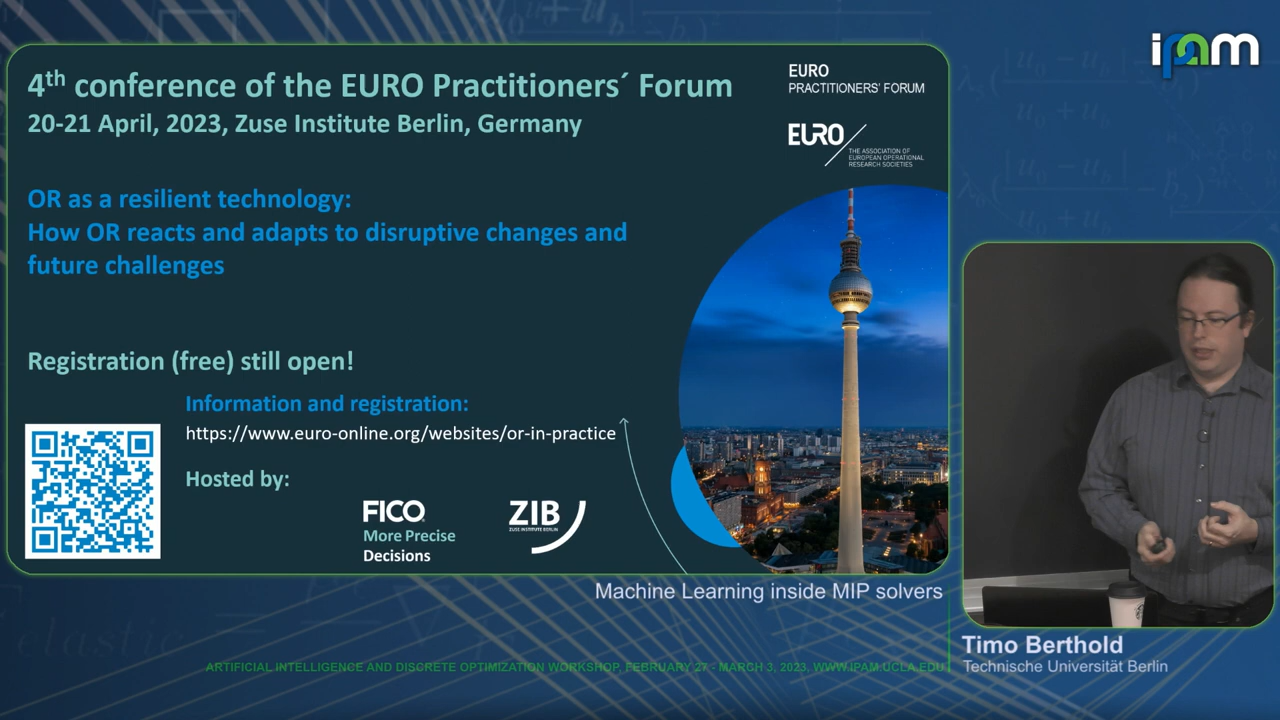 4th conference of the EURO Practitioners´ Forum
20-21 April, 2023, Zuse Institute Berlin, Germany
EURO
PRACTITIONERS' FORUM
EURO
THE ASSOCIATION OF
EUROPEAN OPERATIONAL
RESEARCH SOCIETIES
OR as a resilient technology:
How OR reacts and adapts to disruptive changes and
future challenges
Registration (free) still open!
Information and registration:
https://www.euro-online.org/websites/or-in-practice
Hosted by:
FICO
More Precise
Decisions
ZIB
ZUSE INSTITUTE BERLIN
ipam
Machine Learning inside MIP solvers
Timo Berthold
Technische Universität Berlin
ARTIFICIAL INTELLIGENCE AND DISCRETE OPTIMIZATION WORKSHOP, FEBRUARY 27 - MARCH 3, 2023, WWW.IPAM.UCLA.EDU
elastic